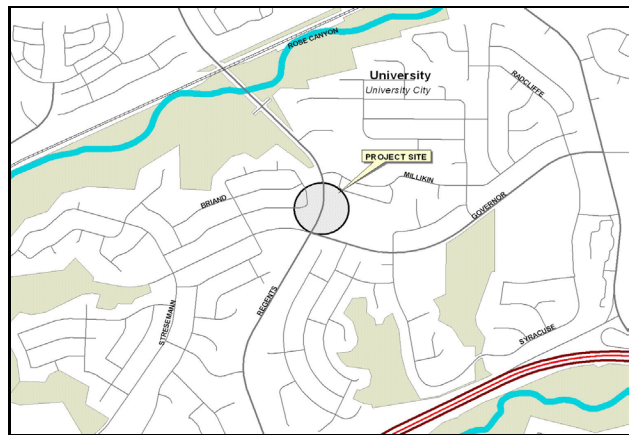 ROSE CANYON
University
University City
RADCLIFFE
PROJECT SITE
MILLIKIN
BRIAND
GOVERNOR
REGENTS
STRESEMANN
SYRACUSE